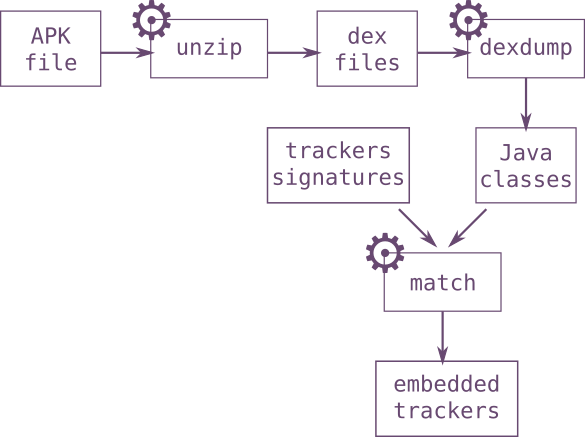 APK
file
unzip
dex
files
dexdump
trackers
signatures
Java
classes
match
embedded
trackers